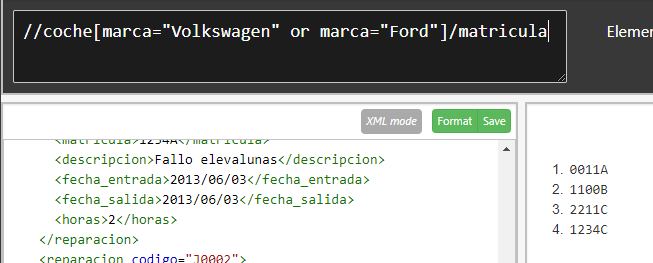 //coche[marca="Volkswagen" or marca="Ford"]/matricula
Elemen
XML mode
Format
Save
<matricula>1234A</matricula>
<descripcion>Fallo elevalunas</descripcion>
<fecha_entrada>2013/06/03</fecha_entrada>
<fecha_salida>2013/06/03</fecha_salida>
<horas>2</horas>
</reparacion>
<reparacion codigo="J0002">
1. 0011A
2. 1100B
3. 2211C
4. 1234C